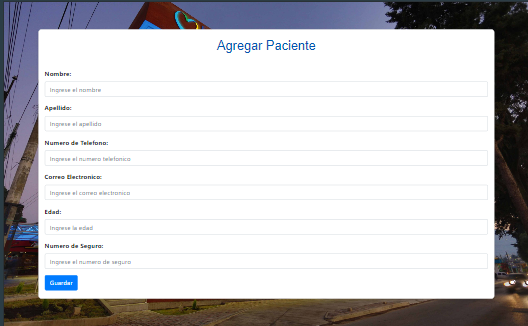 Agregar Paciente
Nombre:
Ingrese el nombre
Apellido:
Ingrese el apellido
Numero de Telefono:
Ingrese el numero telefonico
Correo Electronico:
Ingrese el correo electronico
Edad:
Ingrese la edad
Numero de Seguro:
Ingrese el numero de seguro
Guardar